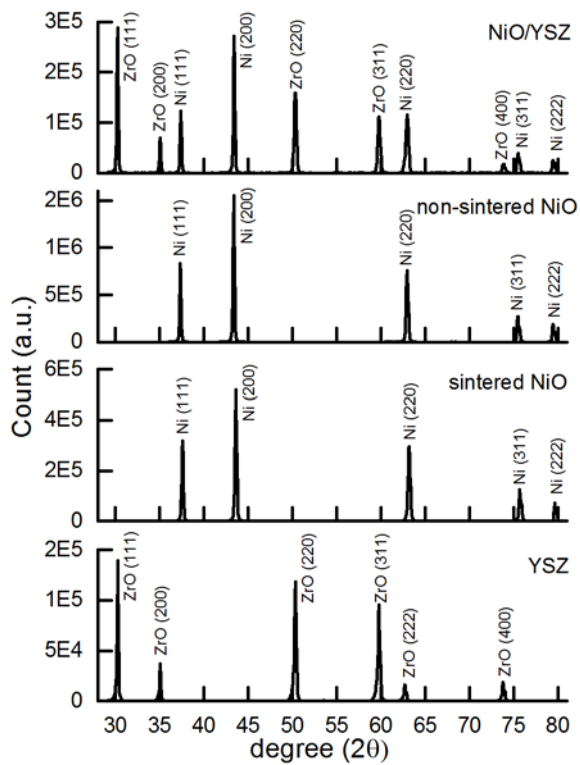 Count (a.u.)
NiO/YSZ
3E5
2E5
1E5
0
ZrO (111)
ZrO (200)
Ni (111)
Ni (200)
ZrO (220)
ZrO (311)
Ni (220)
ZrO (400)
Ni (311)
Ni (222)
non-sintered NiO
2E6
1E6
5E5
0
Ni (111)
Ni (200)
Ni (220)
Ni (311)
Ni (222)
sintered NiO
6E5
4E5
2E5
0
Ni (111)
Ni (200)
Ni (220)
Ni (311)
Ni (222)
YSZ
2E5
1E5
5E4
0
ZrO (111)
ZrO (200)
ZrO (220)
ZrO (311)
ZrO (222)
ZrO (400)
30 35 40 45 50 55 60 65 70 75 80
degree (2θ)